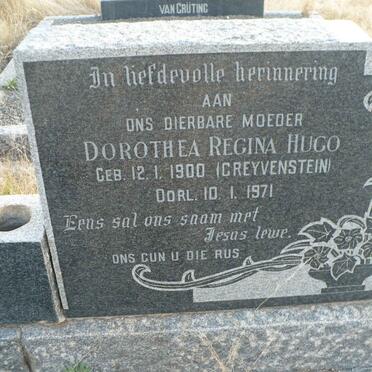 VAN GRÜTING
In liefdevolle herinnering
AAN
ONS DIERBARE MOEDER
DOROTHEA REGINA HUGO
GEB. 12.1.1900 (GREYVENSTEIN)
OORL. 10.1.1971
Eens sal ons saam met
Jesus lewe.
ONS GUN U DIE RUS